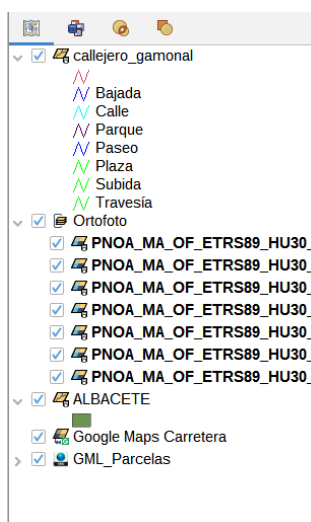 callejero_gamonal
Bajada
Calle
Parque
Paseo
Plaza
Subida
Travesía
Ortofoto
PNOA_MA_OF_ETRS89_HU30_
PNOA_MA_OF_ETRS89_HU30_
PNOA_MA_OF_ETRS89_HU30_
PNOA_MA_OF_ETRS89_HU30_
PNOA_MA_OF_ETRS89_HU30_
PNOA_MA_OF_ETRS89_HU30_
PNOA_MA_OF_ETRS89_HU30_
ALBACETE
Google Maps Carretera
GML_Parcelas